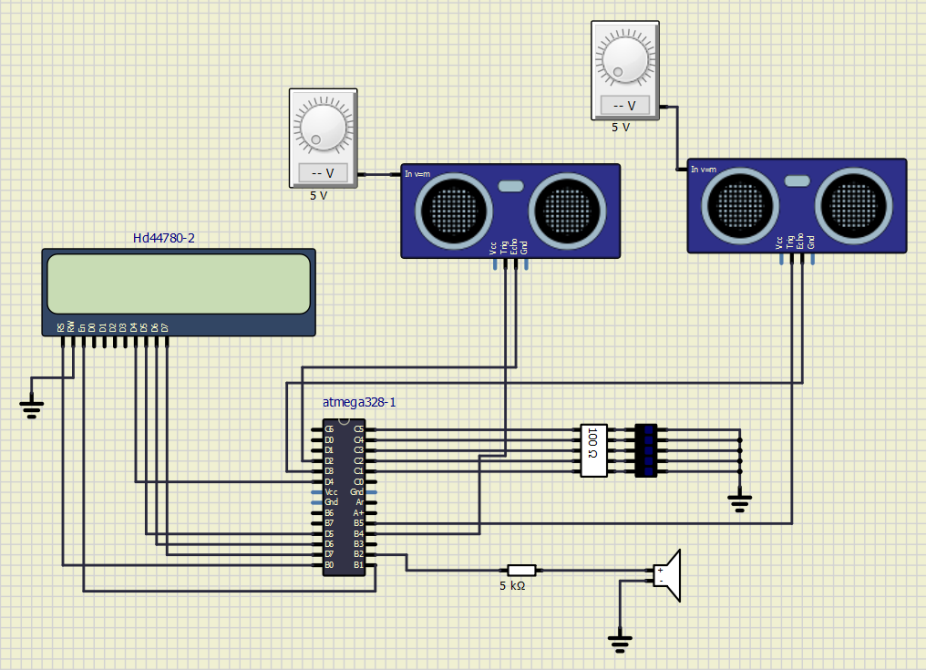 -- V
5 V
-- V
5 V
In v=m
Vcc Trig Echo Gnd
In v=m
Vcc Trig Echo Gnd
Hd44780-2
RS RW En D0 D1 D2 D3 D4 D5 D6 D7
atmega328-1
C6 C5
D0 C4
D1 C3
D2 C2
D3 C1
D4 C0
Vcc Gnd
Gnd Ar
B6 A+
B7 B5
D5 B4
D6 B3
D7 B2
B0 B1
100 Ω
5 kΩ
+
-